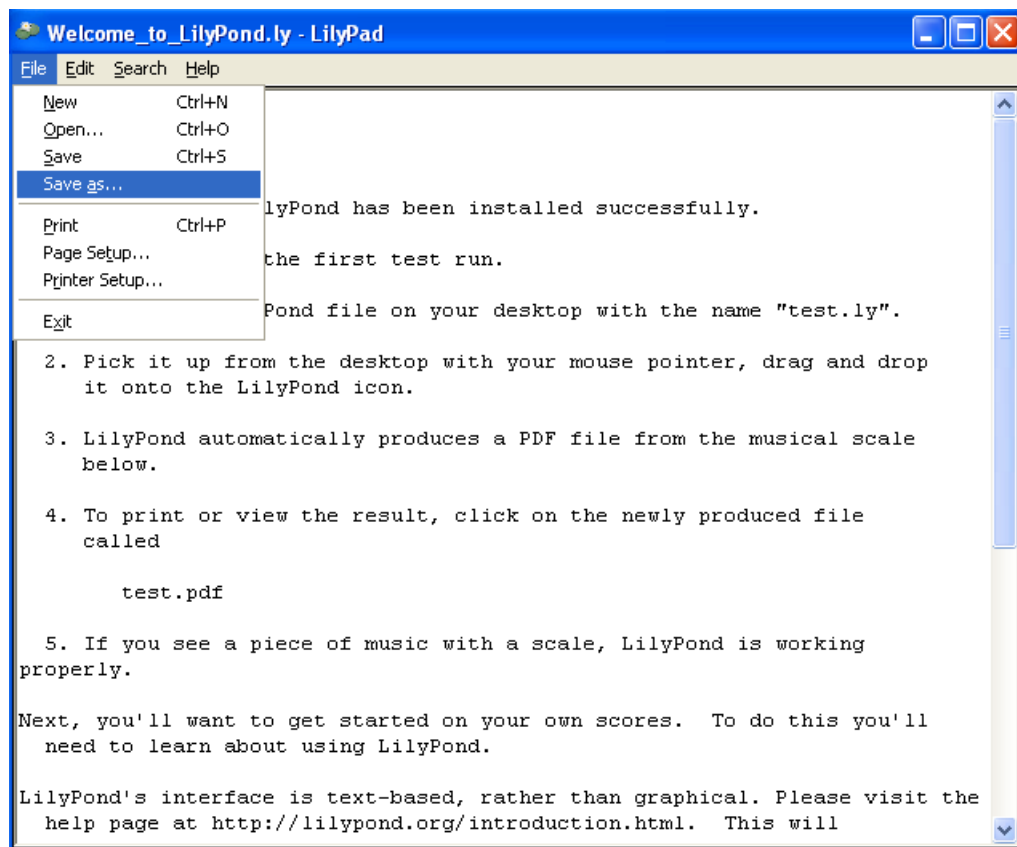 Welcome_to_LilyPond.ly - LilyPad
File Edit Search Help
New Ctrl+N
Open... Ctrl+O
Save Ctrl+S
Save as...
Print Ctrl+P
Page Setup...
Printer Setup...
Exit
lyPond has been installed successfully.
the first test run.
Pond file on your desktop with the name "test.ly".
2. Pick it up from the desktop with your mouse pointer, drag and drop
it onto the LilyPond icon.
3. LilyPond automatically produces a PDF file from the musical scale
below.
4. To print or view the result, click on the newly produced file
called
test.pdf
5. If you see a piece of music with a scale, LilyPond is working
properly.
Next, you'll want to get started on your own scores.  To do this you'll
need to learn about using LilyPond.
LilyPond's interface is text-based, rather than graphical. Please visit the
help page at http://lilypond.org/introduction.html.  This will